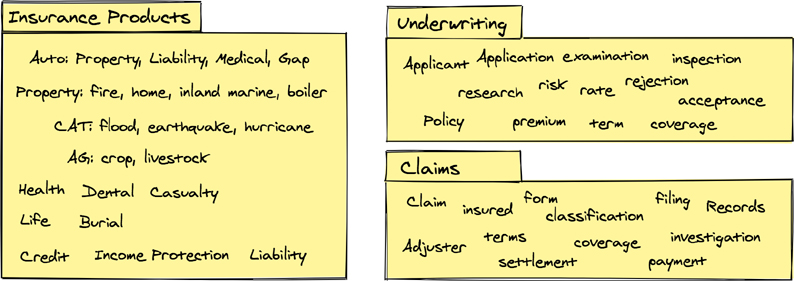 Insurance Products
Auto: Property, Liability, Medical, Gap
Property: fire, home, inland marine, boiler
CAT: flood, earthquake, hurricane
AG: crop, livestock
Health Dental Casualty
Life Burial
Credit Income Protection Liability
Underwriting
Applicant Application examination inspection
research risk rate rejection acceptance
Policy premium term coverage
Claims
Claim insured form classification filing Records
Adjuster terms coverage investigation
settlement payment